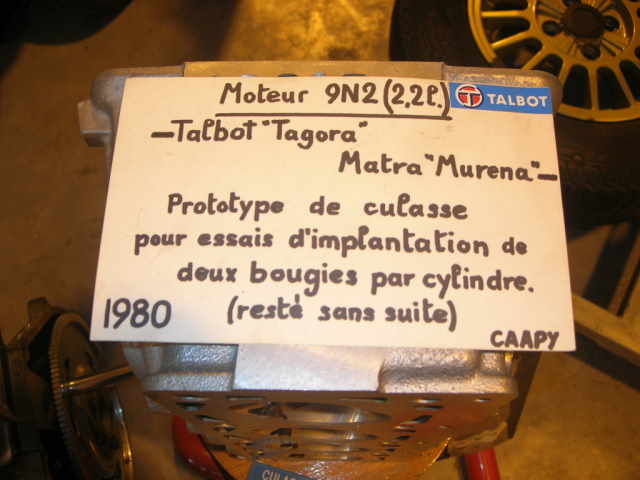 Moteur 9N2 (2,2l.)
TALBOT
—Talbot "Tagora"
Matra "Murena"—
Prototype de culasse
pour essais d'implantation de
deux bougies par cylindre.
(resté sans suite)
1980
CAAPY